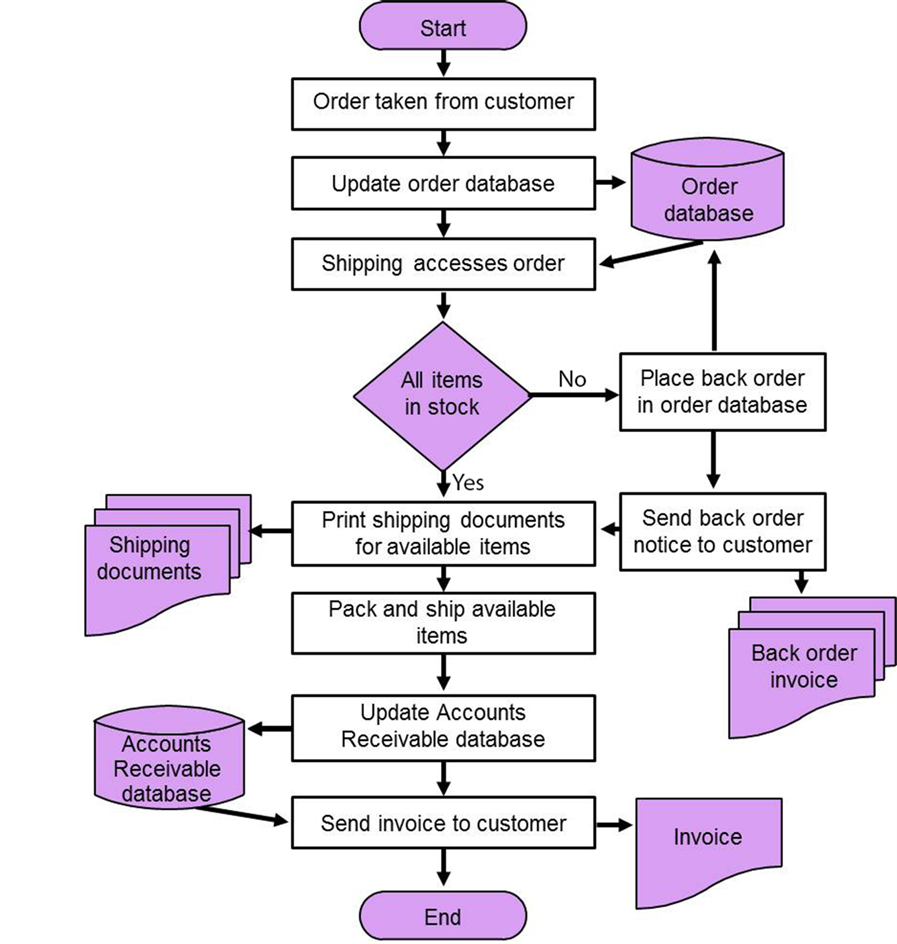 Start
Order taken from customer
Update order database
Order
database
Shipping accesses order
All items
in stock
No
Place back order
in order database
Yes
Print shipping documents
for available items
Send back order
notice to customer
Shipping
documents
Pack and ship available
items
Back order
invoice
Update Accounts
Receivable database
Accounts
Receivable
database
Send invoice to customer
Invoice
End